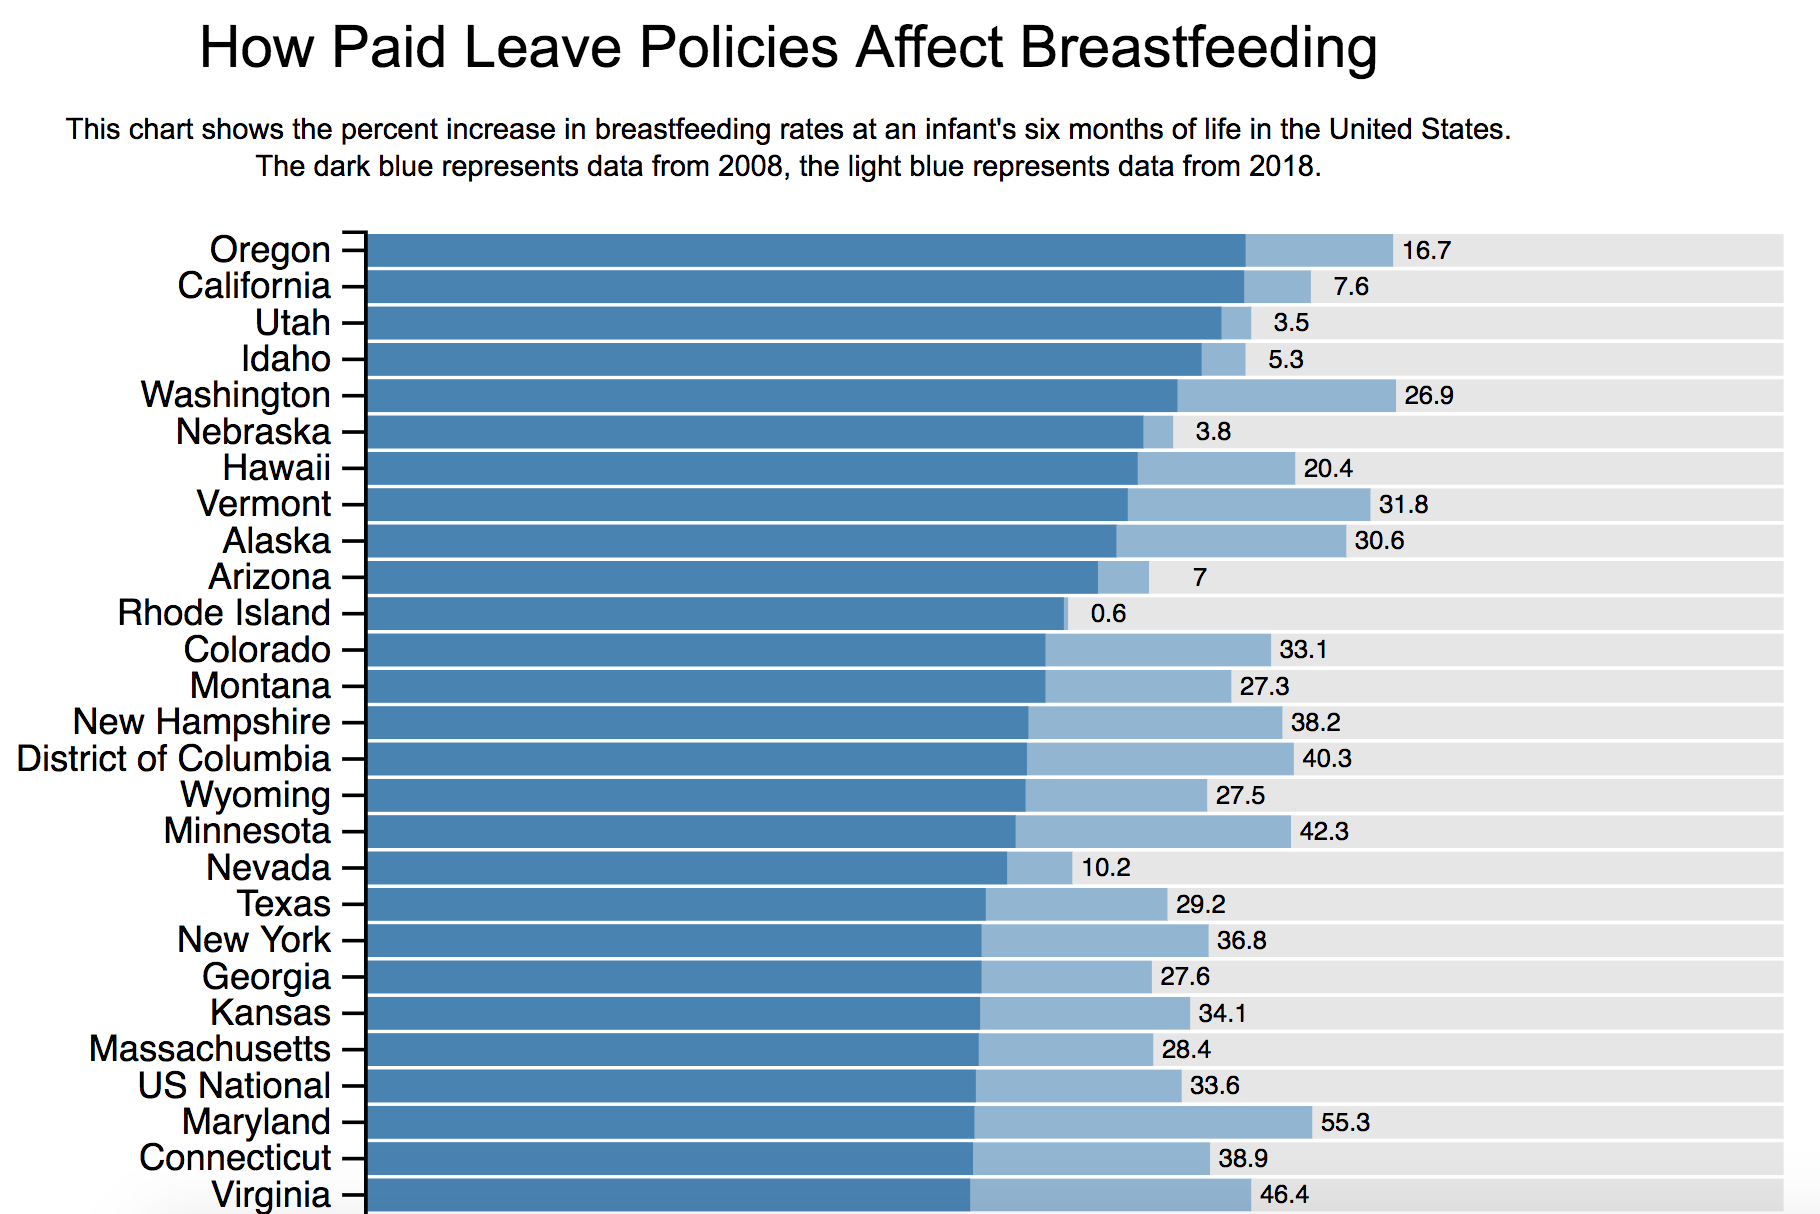 How Paid Leave Policies Affect Breastfeeding
This chart shows the percent increase in breastfeeding rates at an infant's six months of life in the United States.
The dark blue represents data from 2008, the light blue represents data from 2018.
Oregon 16.7
California 7.6
Utah 3.5
Idaho 5.3
Washington 26.9
Nebraska 3.8
Hawaii 20.4
Vermont 31.8
Alaska 30.6
Arizona 7
Rhode Island 0.6
Colorado 33.1
Montana 27.3
New Hampshire 38.2
District of Columbia 40.3
Wyoming 27.5
Minnesota 42.3
Nevada 10.2
Texas 29.2
New York 36.8
Georgia 27.6
Kansas 34.1
Massachusetts 28.4
US National 33.6
Maryland 55.3
Connecticut 38.9
Virginia 46.4